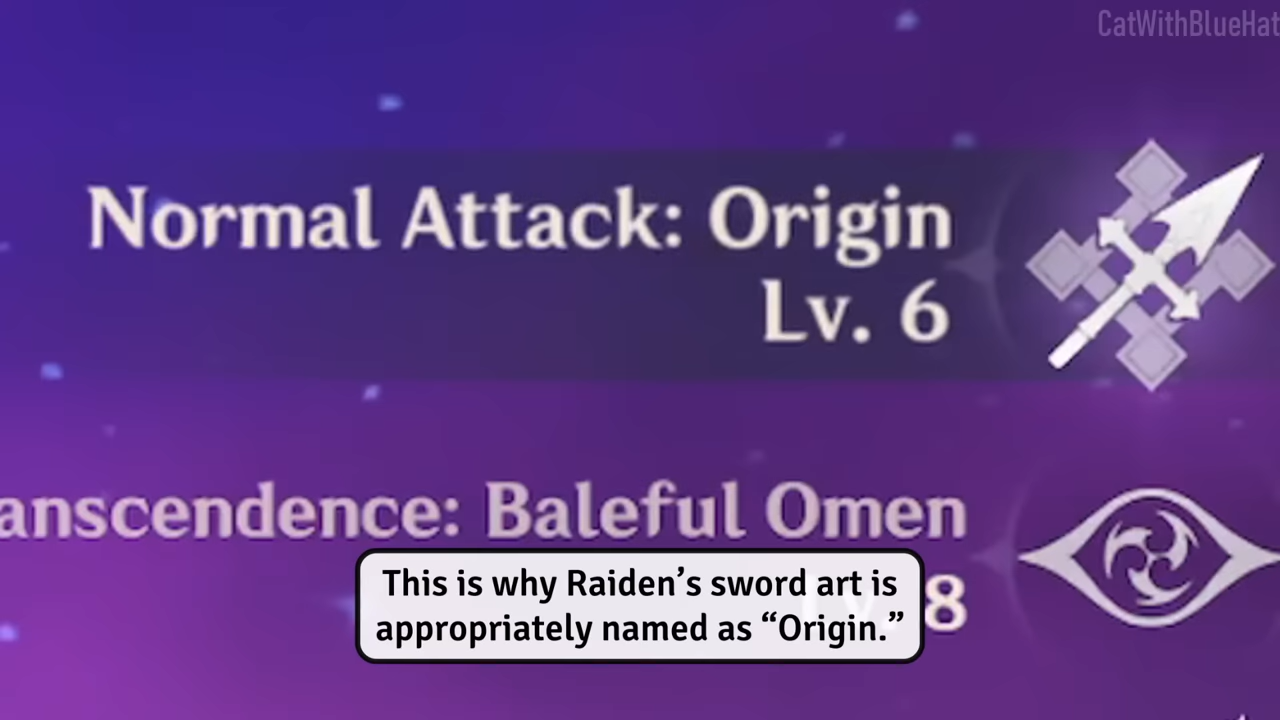 CatWithBlueHat
Normal Attack: Origin
Lv. 6
anscendence: Baleful Omen
8
This is why Raiden’s sword art is
appropriately named as “Origin.”